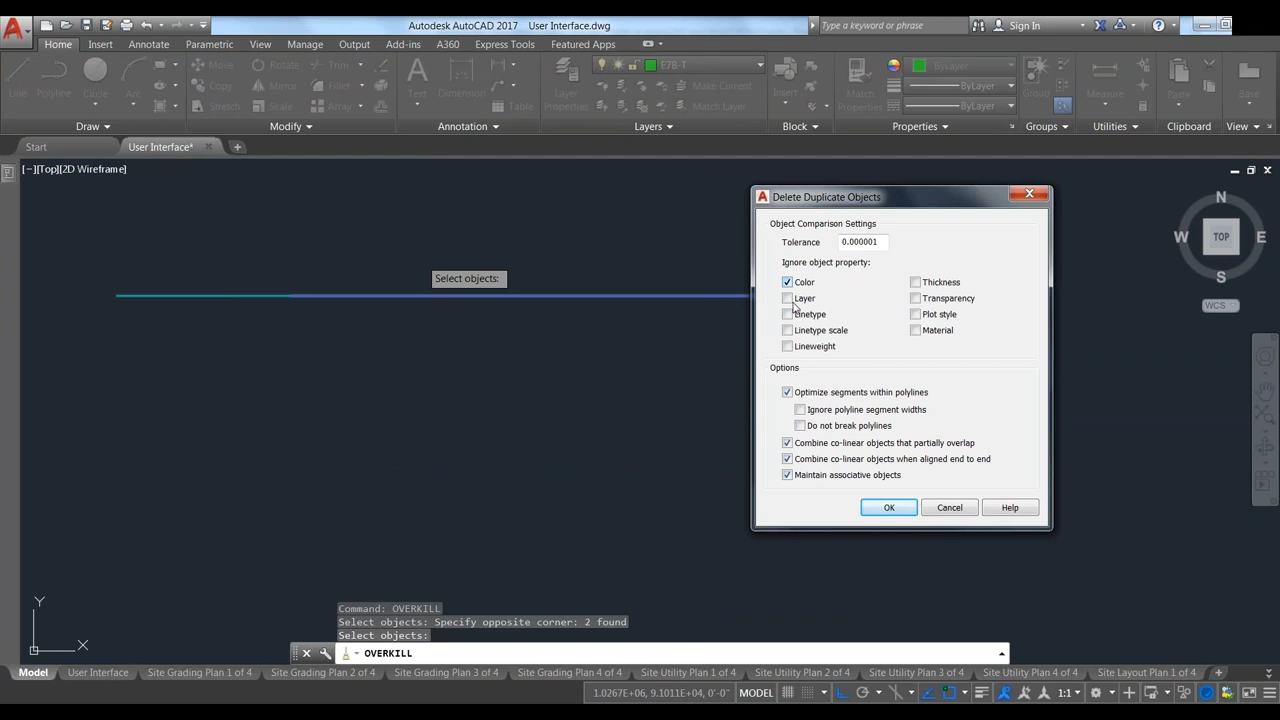 Autodesk AutoCAD 2017 User Interface.dwg
Type a keyword or phrase
Sign In
Home Insert Annotate Parametric View Manage Output Add-ins A360 Express Tools Featured Apps
Line Polyline Circle Arc
Move Rotate Trim
Copy Mirror Fillet
Stretch Scale Array
Text Dimension Table
Layer Properties
E7B-T
Make Current
Match Layer
Insert
Match Properties
ByLayer
ByLayer
ByLayer
Group Measure Paste Base
Draw Modify Annotation Layers Block Properties Groups Utilities Clipboard View
Start User Interface*
[−][Top][2D Wireframe]
N
W TOP E
S
WCS
Select objects:
Delete Duplicate Objects
Object Comparison Settings
Tolerance 0.000001
Ignore object property:
Color Thickness
Layer Transparency
Linetype Plot style
Linetype scale Material
Lineweight
Options
Optimize segments within polylines
Ignore polyline segment widths
Do not break polylines
Combine co-linear objects that partially overlap
Combine co-linear objects when aligned end to end
Maintain associative objects
OK Cancel Help
Y
X
Command: OVERKILL
Select objects: Specify opposite corner: 2 found
Select objects:
OVERKILL
Model User Interface Site Grading Plan 1 of 4 Site Grading Plan 2 of 4 Site Grading Plan 3 of 4 Site Grading Plan 4 of 4 Site Utility Plan 1 of 4 Site Utility Plan 2 of 4 Site Utility Plan 3 of 4 Site Utility Plan 4 of 4 Site Layout Plan 1 of 4
1.0267E+06, 9.1011E+04, 0'-0" MODEL 1:1